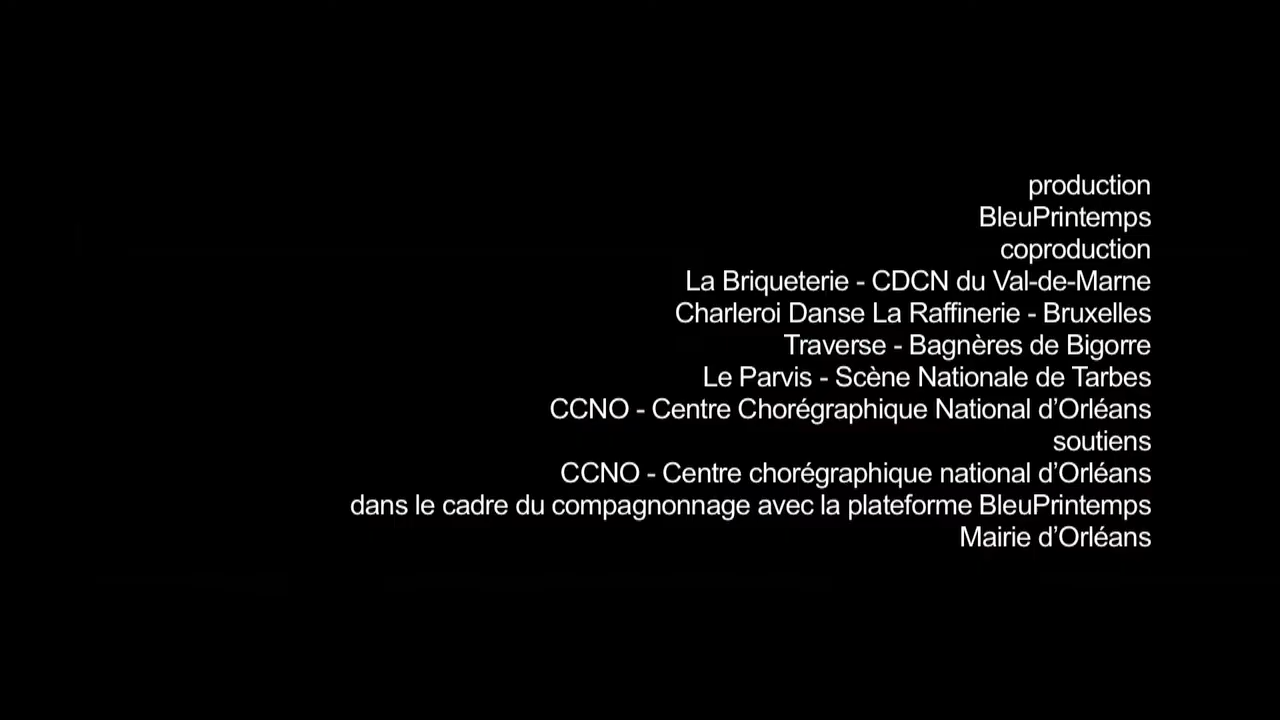 production
BleuPrintemps
coproduction
La Briqueterie - CDCN du Val-de-Marne
Charleroi Danse La Raffinerie - Bruxelles
Traverse - Bagnères de Bigorre
Le Parvis - Scène Nationale de Tarbes
CCNO - Centre Chorégraphique National d’Orléans
soutiens
CCNO - Centre chorégraphique national d’Orléans
dans le cadre du compagnonnage avec la plateforme BleuPrintemps
Mairie d’Orléans